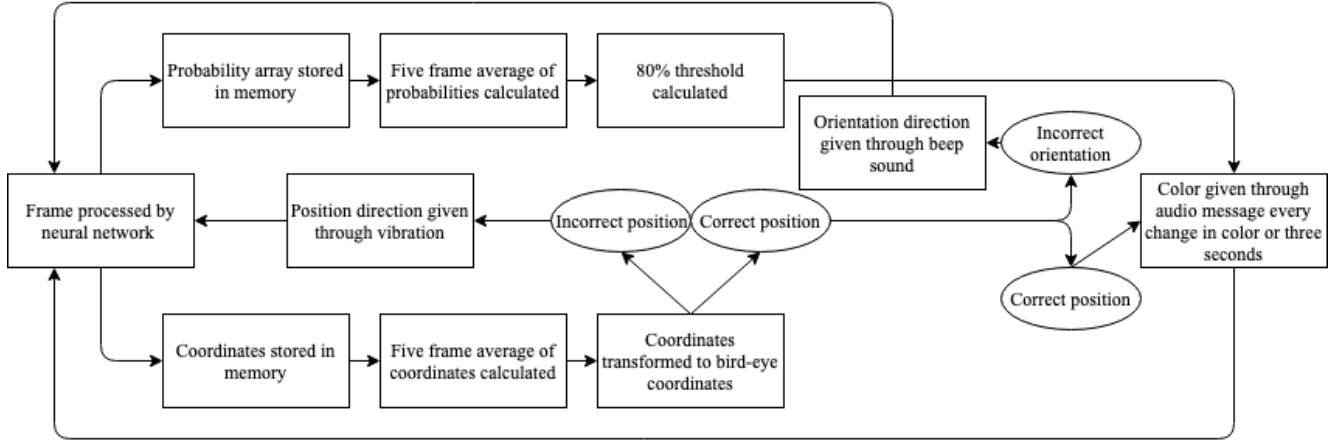 Probability array stored
in memory
Five frame average of
probabilities calculated
80% threshold
calculated
Orientation direction
given through beep
sound
Incorrect
orientation
Frame processed by
neural network
Position direction given
through vibration
Incorrect position
Correct position
Color given through
audio message every
change in color or three
seconds
Correct position
Coordinates stored in
memory
Five frame average of
coordinates calculated
Coordinates
transformed to bird-eye
coordinates